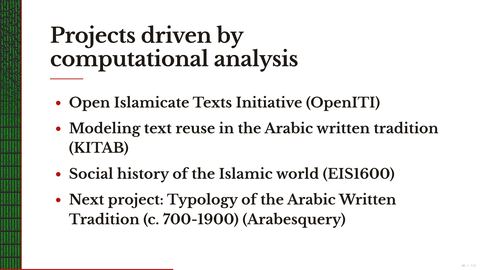 Projects driven by
computational analysis
• Open Islamicate Texts Initiative (OpenITI)
• Modeling text reuse in the Arabic written tradition
(KITAB)
• Social history of the Islamic world (EIS1600)
• Next project: Typology of the Arabic Written
Tradition (c. 700-1900) (Arabesquery)